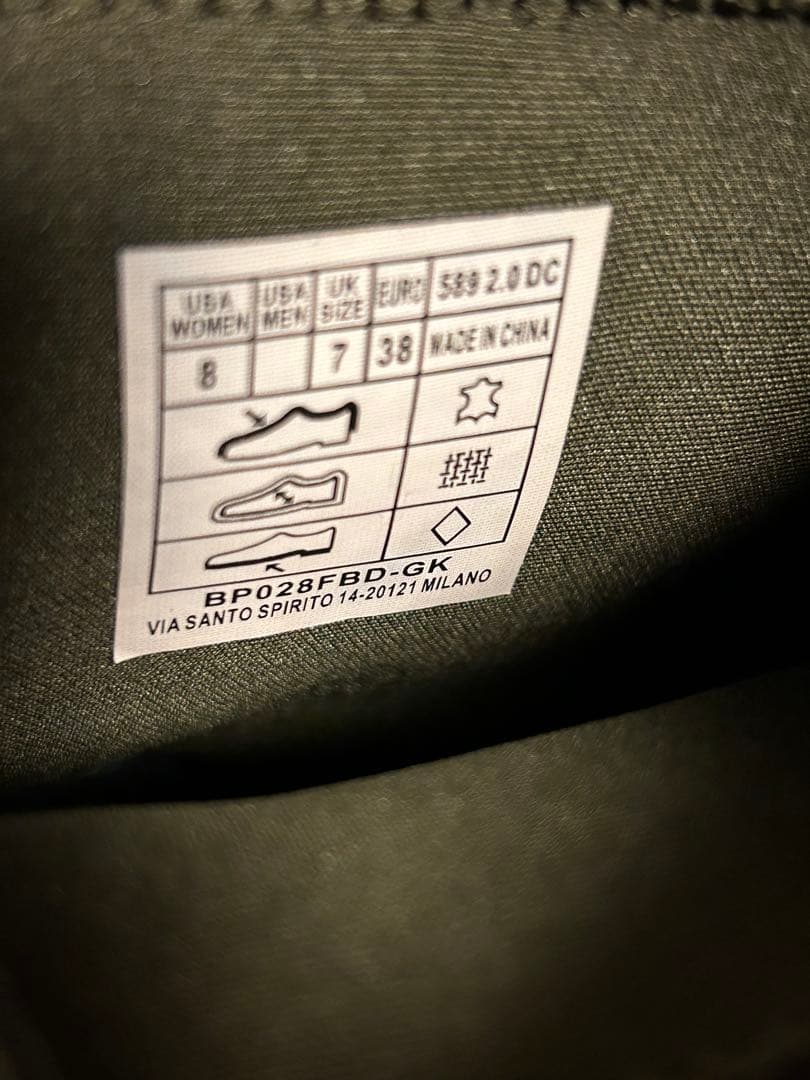 USA WOMEN USA MEN UK SIZE EURO 589 2.0 DC
8 7 38 MADE IN CHINA
BP028FBD-GK
VIA SANTO SPIRITO 14-20121 MILANO